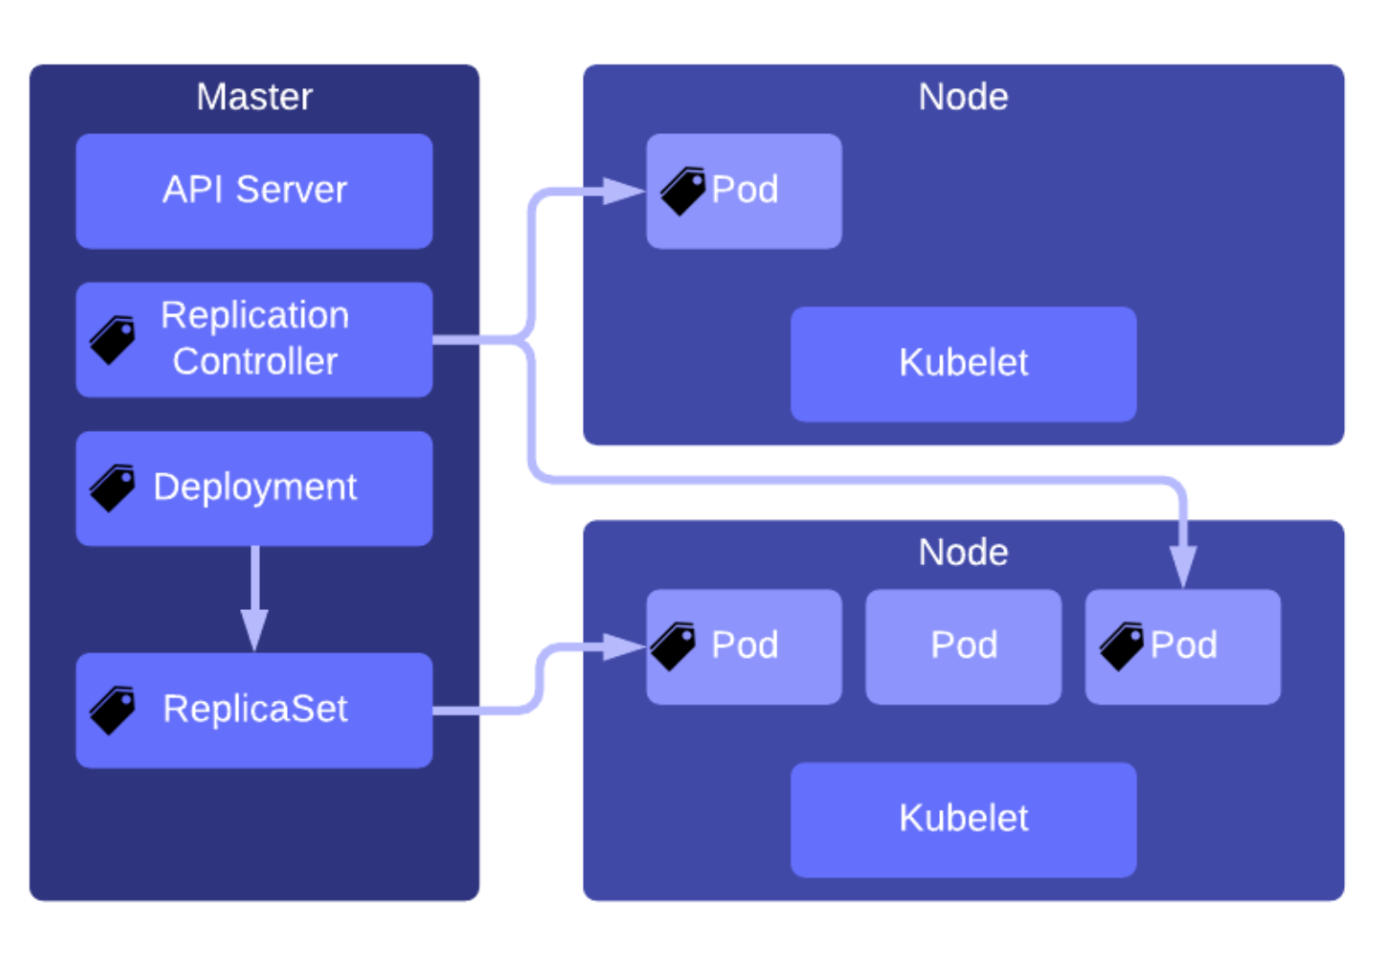 Master
API Server
Replication
Controller
Deployment
ReplicaSet
Node
Pod
Kubelet
Node
Pod
Pod
Pod
Kubelet